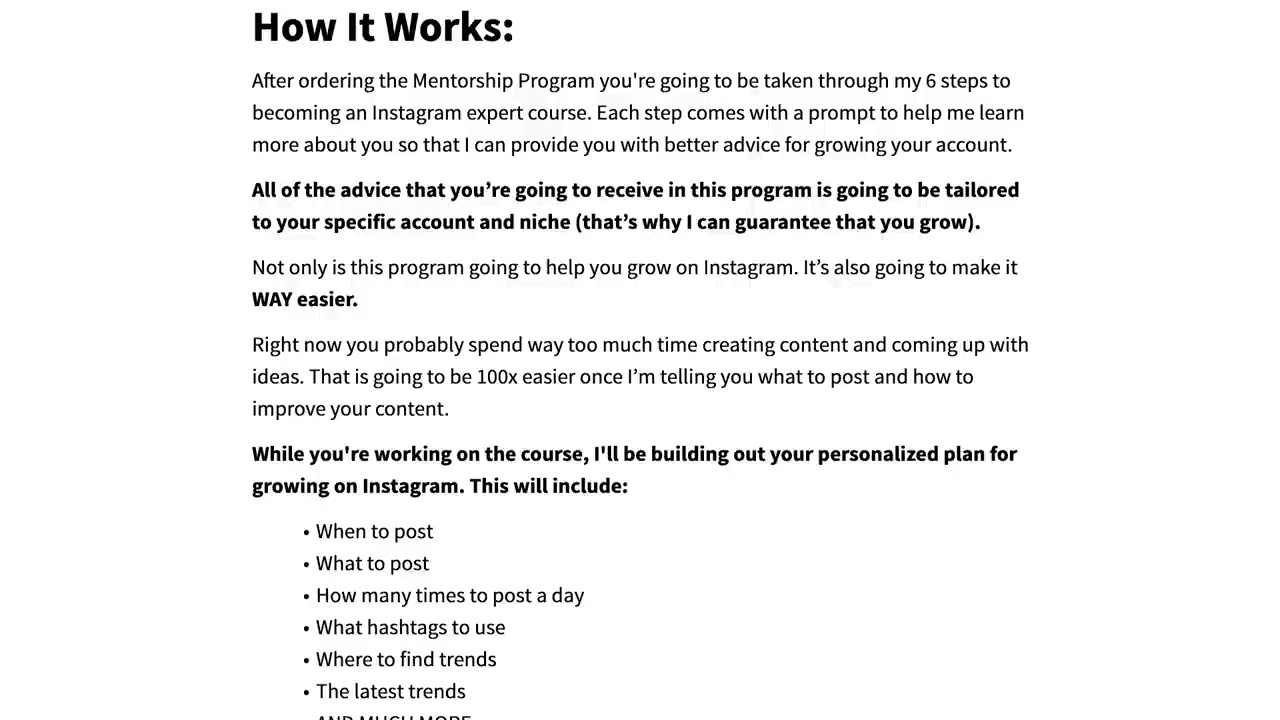 How It Works:
After ordering the Mentorship Program you're going to be taken through my 6 steps to
becoming an Instagram expert course. Each step comes with a prompt to help me learn
more about you so that I can provide you with better advice for growing your account.
All of the advice that you’re going to receive in this program is going to be tailored
to your specific account and niche (that’s why I can guarantee that you grow).
Not only is this program going to help you grow on Instagram. It’s also going to make it
WAY easier.
Right now you probably spend way too much time creating content and coming up with
ideas. That is going to be 100x easier once I’m telling you what to post and how to
improve your content.
While you're working on the course, I'll be building out your personalized plan for
growing on Instagram. This will include:
• When to post
• What to post
• How many times to post a day
• What hashtags to use
• Where to find trends
• The latest trends
AND MUCH MORE